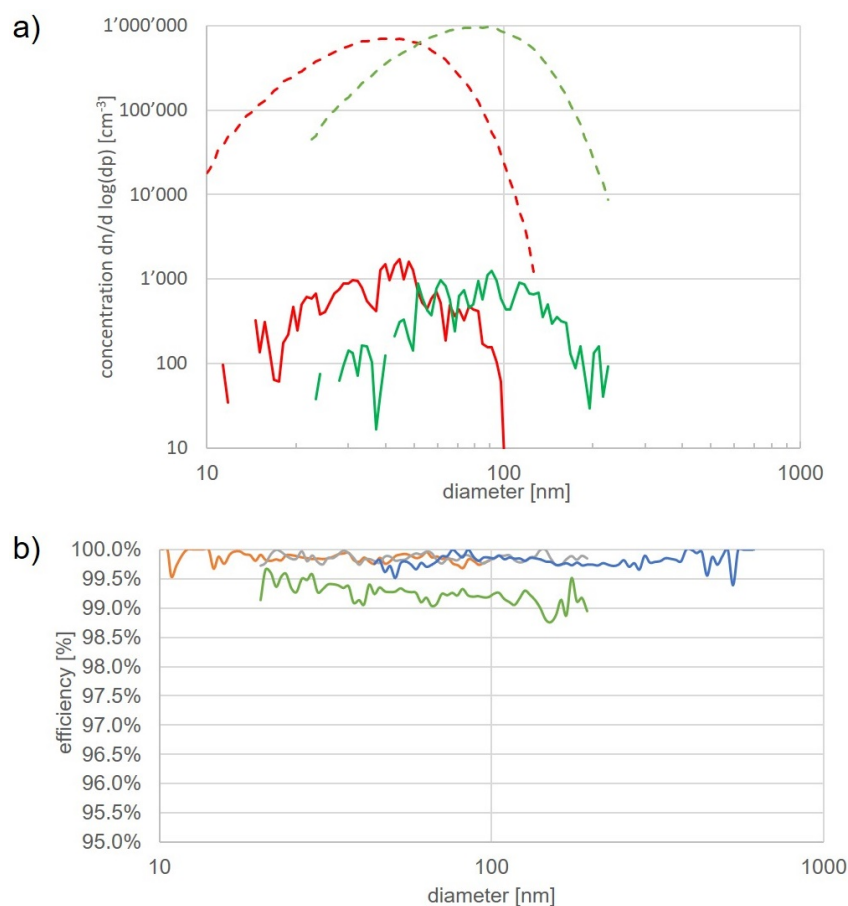 a)
1’000’000
100’000
10’000
1’000
100
10
concentration dn/d log(dp) [cm-3]
10 100 1000
diameter [nm]
b)
100.0%
99.5%
99.0%
98.5%
98.0%
97.5%
97.0%
96.5%
96.0%
95.5%
95.0%
efficiency [%]
10 100 1000
diameter [nm]